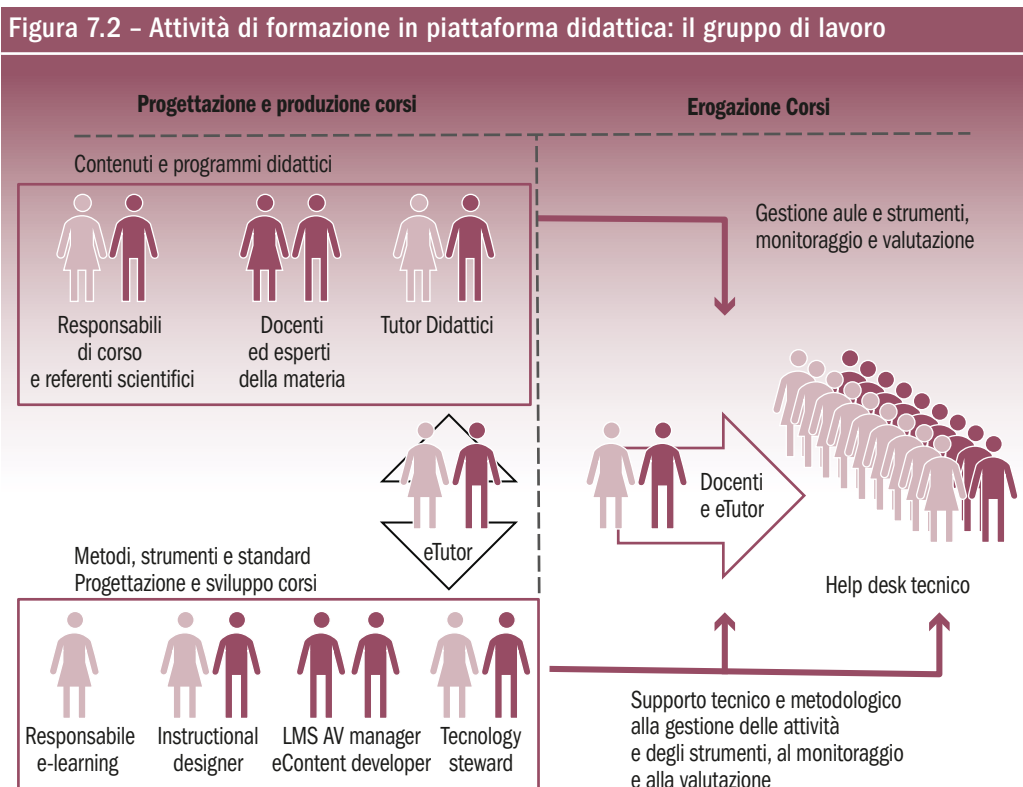 Figura 7.2 – Attività di formazione in piattaforma didattica: il gruppo di lavoro
Progettazione e produzione corsi
Erogazione Corsi
Contenuti e programmi didattici
Responsabili
di corso
e referenti scientifici
Docenti
ed esperti
della materia
Tutor Didattici
Gestione aule e strumenti,
monitoraggio e valutazione
eTutor
Docenti
e eTutor
Metodi, strumenti e standard
Progettazione e sviluppo corsi
Help desk tecnico
Responsabile
e-learning
Instructional
designer
LMS AV manager
eContent developer
Tecnology
steward
Supporto tecnico e metodologico
alla gestione delle attività
e degli strumenti, al monitoraggio
e alla valutazione